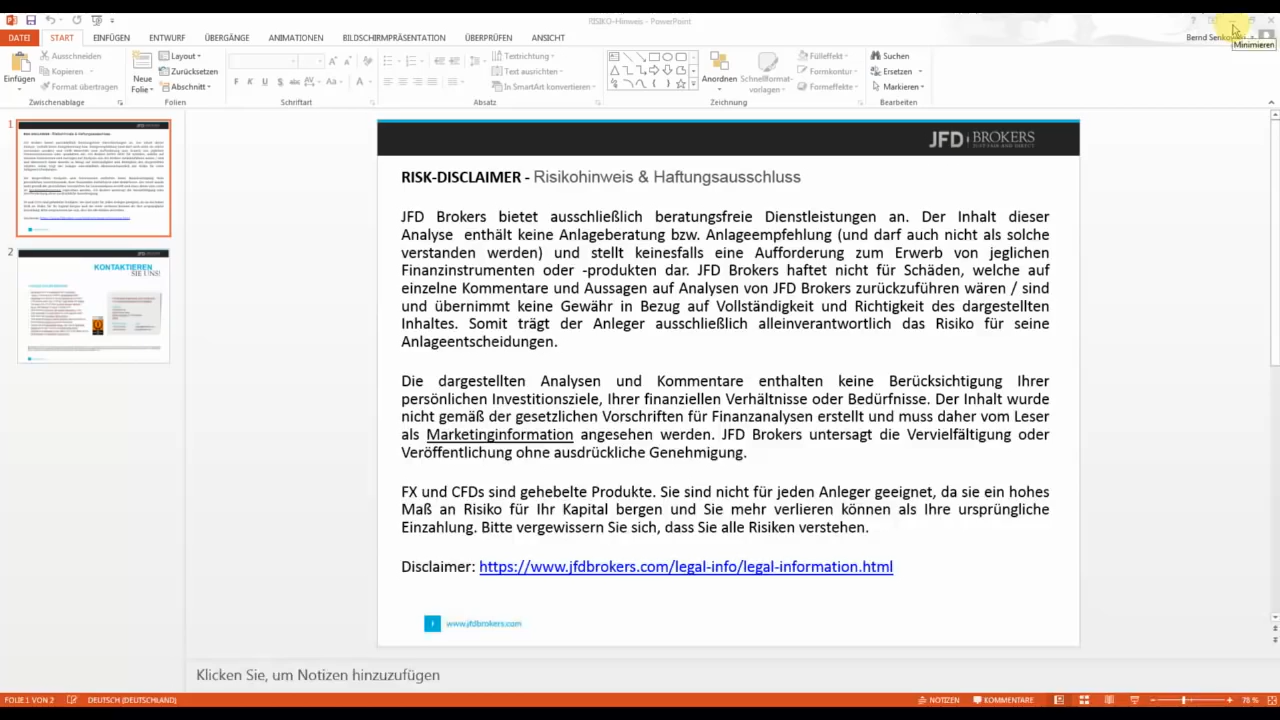 RISIKO-Hinweis - PowerPoint
Minimieren
DATEI START EINFÜGEN ENTWURF ÜBERGÄNGE ANIMATIONEN BILDSCHIRMPRÄSENTATION ÜBERPRÜFEN ANSICHT
Einfügen
Ausschneiden
Kopieren
Format übertragen
Zwischenablage
Neue
Folie
Layout
Zurücksetzen
Abschnitt
Folien
F K U S abc AV Aa A
Schriftart
Textrichtung
Text ausrichten
In SmartArt konvertieren
Absatz
Anordnen
Schnellformat-
vorlagen
Fülleffekt
Formkontur
Formeffekte
Zeichnung
Suchen
Ersetzen
Markieren
Bearbeiten
1
2
KONTAKTIEREN
SIE UNS!
JFD BROKERS
JUST FAIR AND DIRECT
RISK-DISCLAIMER - Risikohinweis & Haftungsausschluss
JFD Brokers bietet ausschließlich beratungsfreie Dienstleistungen an. Der Inhalt dieser
Analyse enthält keine Anlageberatung bzw. Anlageempfehlung (und darf auch nicht als solche
verstanden werden) und stellt keinesfalls eine Aufforderung zum Erwerb von jeglichen
Finanzinstrumenten oder -produkten dar. JFD Brokers haftet nicht für Schäden, welche auf
einzelne Kommentare und Aussagen auf Analysen von JFD Brokers zurückzuführen wären / sind
und übernimmt keine Gewähr in Bezug auf Vollständigkeit und Richtigkeit des dargestellten
Inhaltes. Somit trägt der Anleger ausschließlich alleinverantwortlich das Risiko für seine
Anlageentscheidungen.
Die dargestellten Analysen und Kommentare enthalten keine Berücksichtigung Ihrer
persönlichen Investitionsziele, Ihrer finanziellen Verhältnisse oder Bedürfnisse. Der Inhalt wurde
nicht gemäß der gesetzlichen Vorschriften für Finanzanalysen erstellt und muss daher vom Leser
als Marketinginformation angesehen werden. JFD Brokers untersagt die Vervielfältigung oder
Veröffentlichung ohne ausdrückliche Genehmigung.
FX und CFDs sind gehebelte Produkte. Sie sind nicht für jeden Anleger geeignet, da sie ein hohes
Maß an Risiko für Ihr Kapital bergen und Sie mehr verlieren können als Ihre ursprüngliche
Einzahlung. Bitte vergewissern Sie sich, dass Sie alle Risiken verstehen.
Disclaimer: https://www.jfdbrokers.com/legal-info/legal-information.html
www.jfdbrokers.com
Klicken Sie, um Notizen hinzuzufügen
FOLIE 1 VON 2 DEUTSCH (DEUTSCHLAND) NOTIZEN KOMMENTARE 78 %